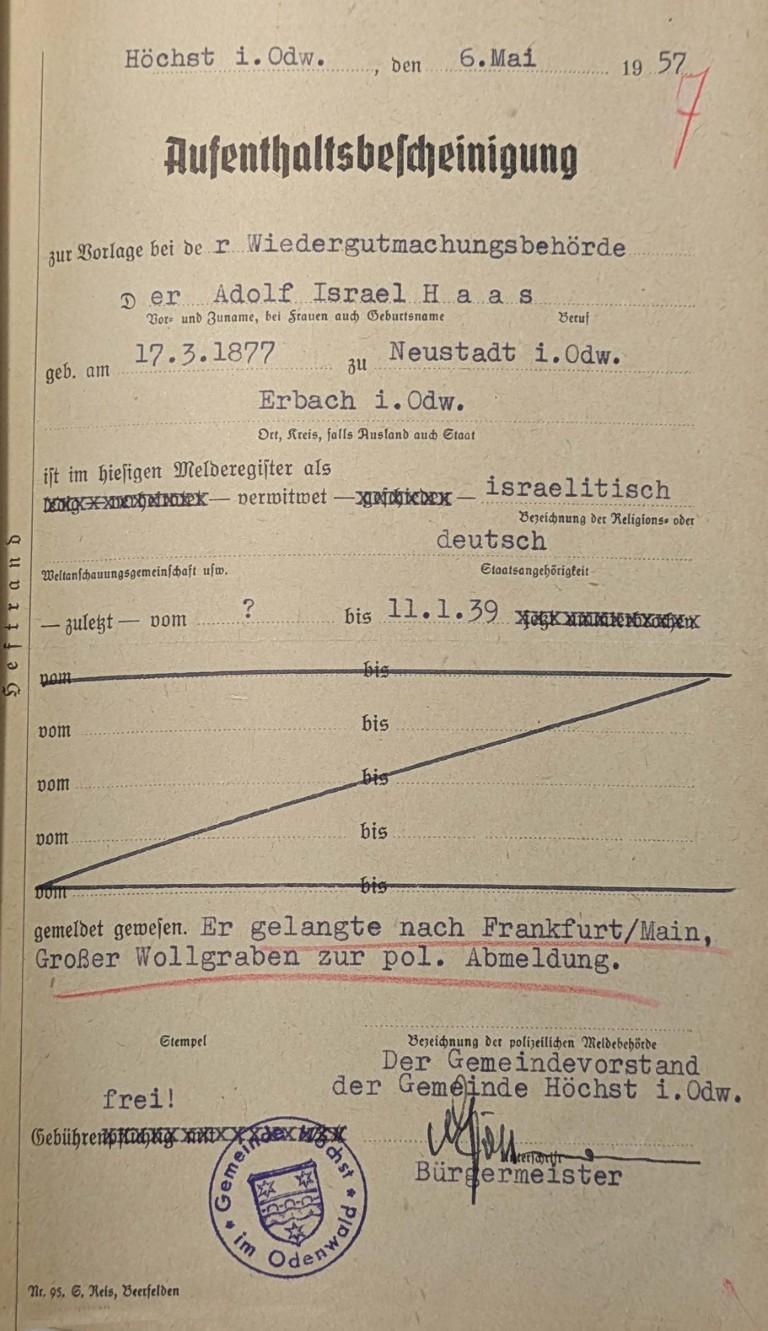 Höchst i.Odw. , den 6.Mai 19 57
7
Aufenthaltsbescheinigung
zur Vorlage bei de r Wiedergutmachungsbehörde
D er Adolf Israel H a a s
Vor- und Zuname, bei Frauen auch Geburtsname Beruf
geb. am 17.3.1877 zu Neustadt i.Odw.
Erbach i.Odw.
Ort, Kreis, falls Ausland auch Staat
ist im hiesigen Melderegister als
— verwitwet — — israelitisch
Bezeichnung der Religions- oder
deutsch
Weltanschauungsgemeinschaft usw. Staatsangehörigkeit
— zuletzt — vom ? bis 11.1.39
vom bis
vom bis
vom bis
vom bis
vom bis
gemeldet gewesen. Er gelangte nach Frankfurt/Main,
Großer Wollgraben zur pol. Abmeldung.
Stempel Bezeichnung der polizeilichen Meldebehörde
Der Gemeindevorstand
der Gemeinde Höchst i.Odw.
frei!
Gebühren
Unterschrift
Bürgermeister
Gemeinde Höchst
im Odenwald
Nr. 95. S. Reis, Beerfelden
Heftrand